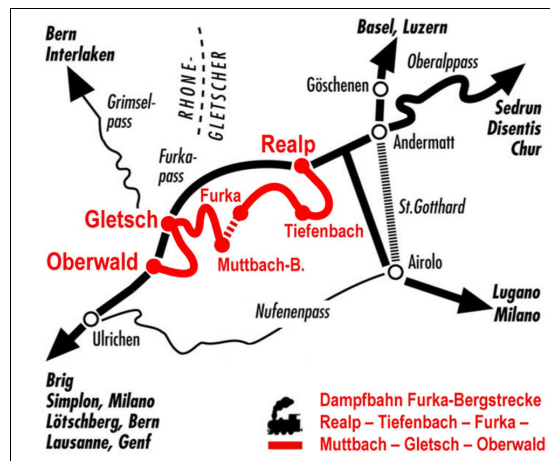 Bern
Interlaken
Basel, Luzern
Oberalppass
RHONE-
GLETSCHER
Göschenen
Grimsel-
pass
Sedrun
Disentis
Chur
Realp
Andermatt
Furka-
pass
Furka
Gletsch
Tiefenbach
St.Gotthard
Oberwald
Muttbach-B.
Airolo
Lugano
Milano
Nufenenpass
Ulrichen
Brig
Simplon, Milano
Lötschberg, Bern
Lausanne, Genf
Dampfbahn Furka-Bergstrecke
Realp – Tiefenbach – Furka –
Muttbach – Gletsch – Oberwald